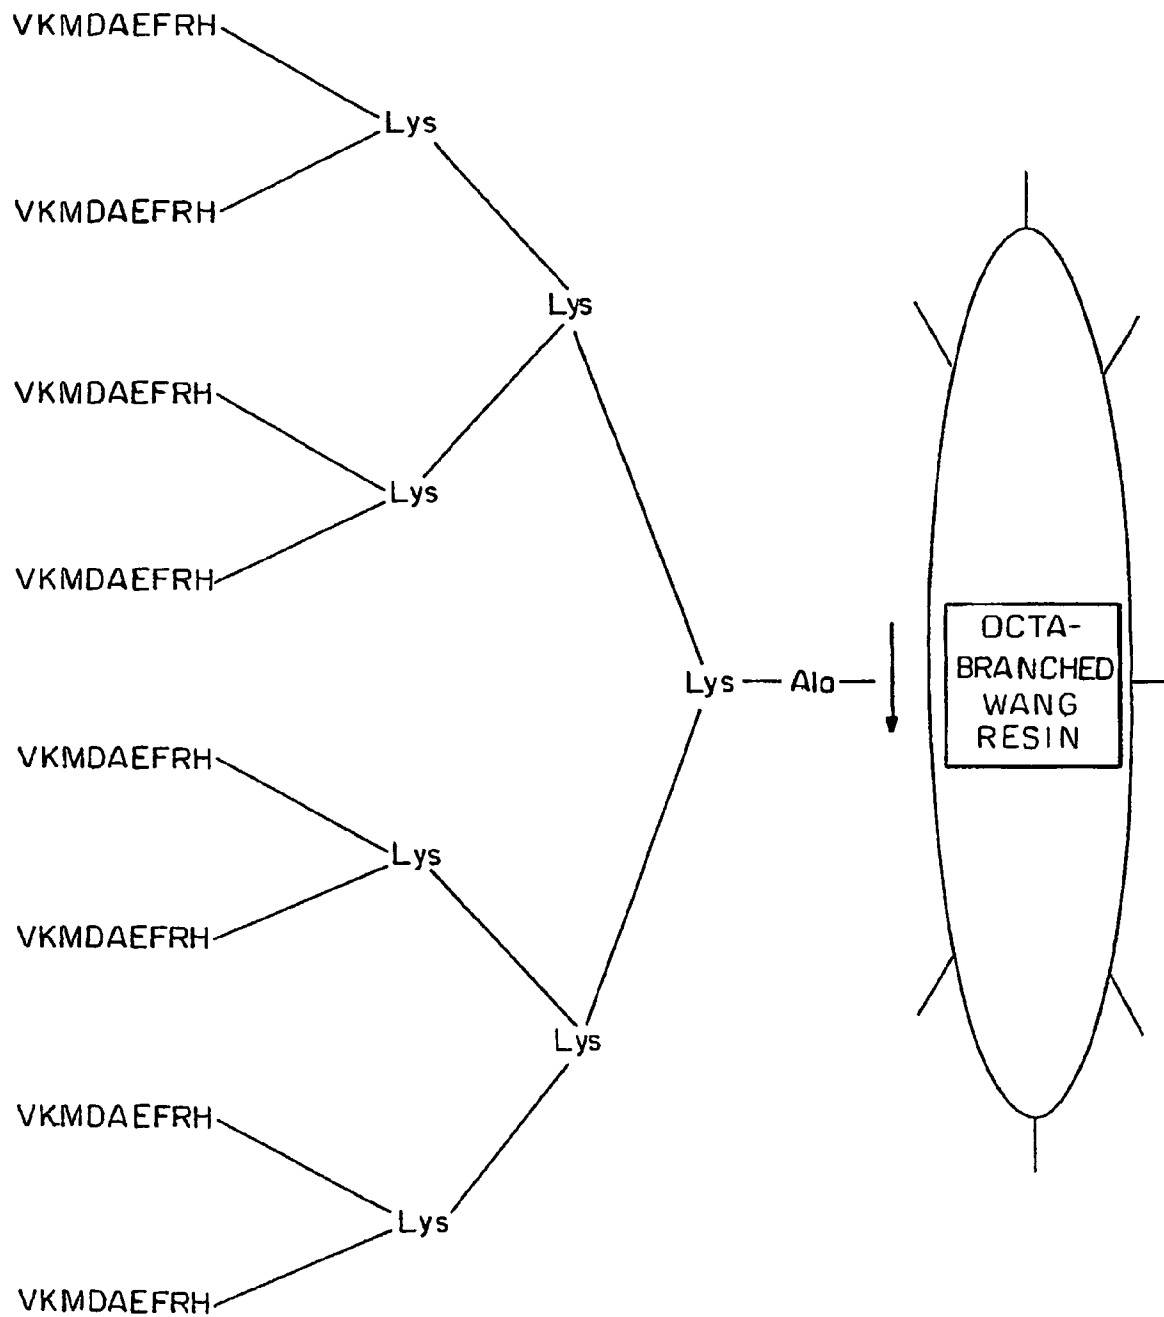 VKMDAEFRH
Lys
VKMDAEFRH
Lys
VKMDAEFRH
Lys
VKMDAEFRH
Lys — Ala —
OCTA-
BRANCHED
WANG
RESIN
VKMDAEFRH
Lys
VKMDAEFRH
Lys
VKMDAEFRH
Lys
VKMDAEFRH